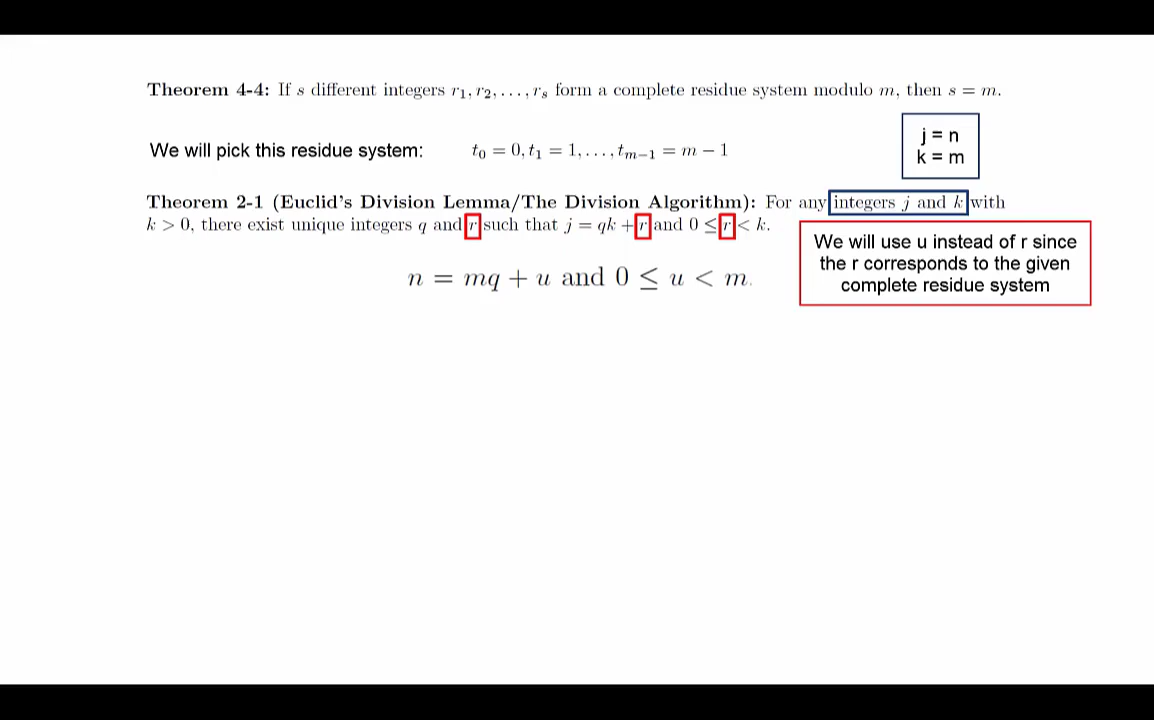 Theorem 4-4: If s different integers r₁, r₂, . . . , rₛ form a complete residue system modulo m, then s = m.
j = n
k = m
We will pick this residue system: t₀ = 0, t₁ = 1, . . . , tₘ₋₁ = m − 1
Theorem 2-1 (Euclid's Division Lemma/The Division Algorithm): For any integers j and k with
k > 0, there exist unique integers q and r such that j = qk + r and 0 ≤ r < k.
We will use u instead of r since
the r corresponds to the given
complete residue system
n = mq + u and 0 ≤ u < m.